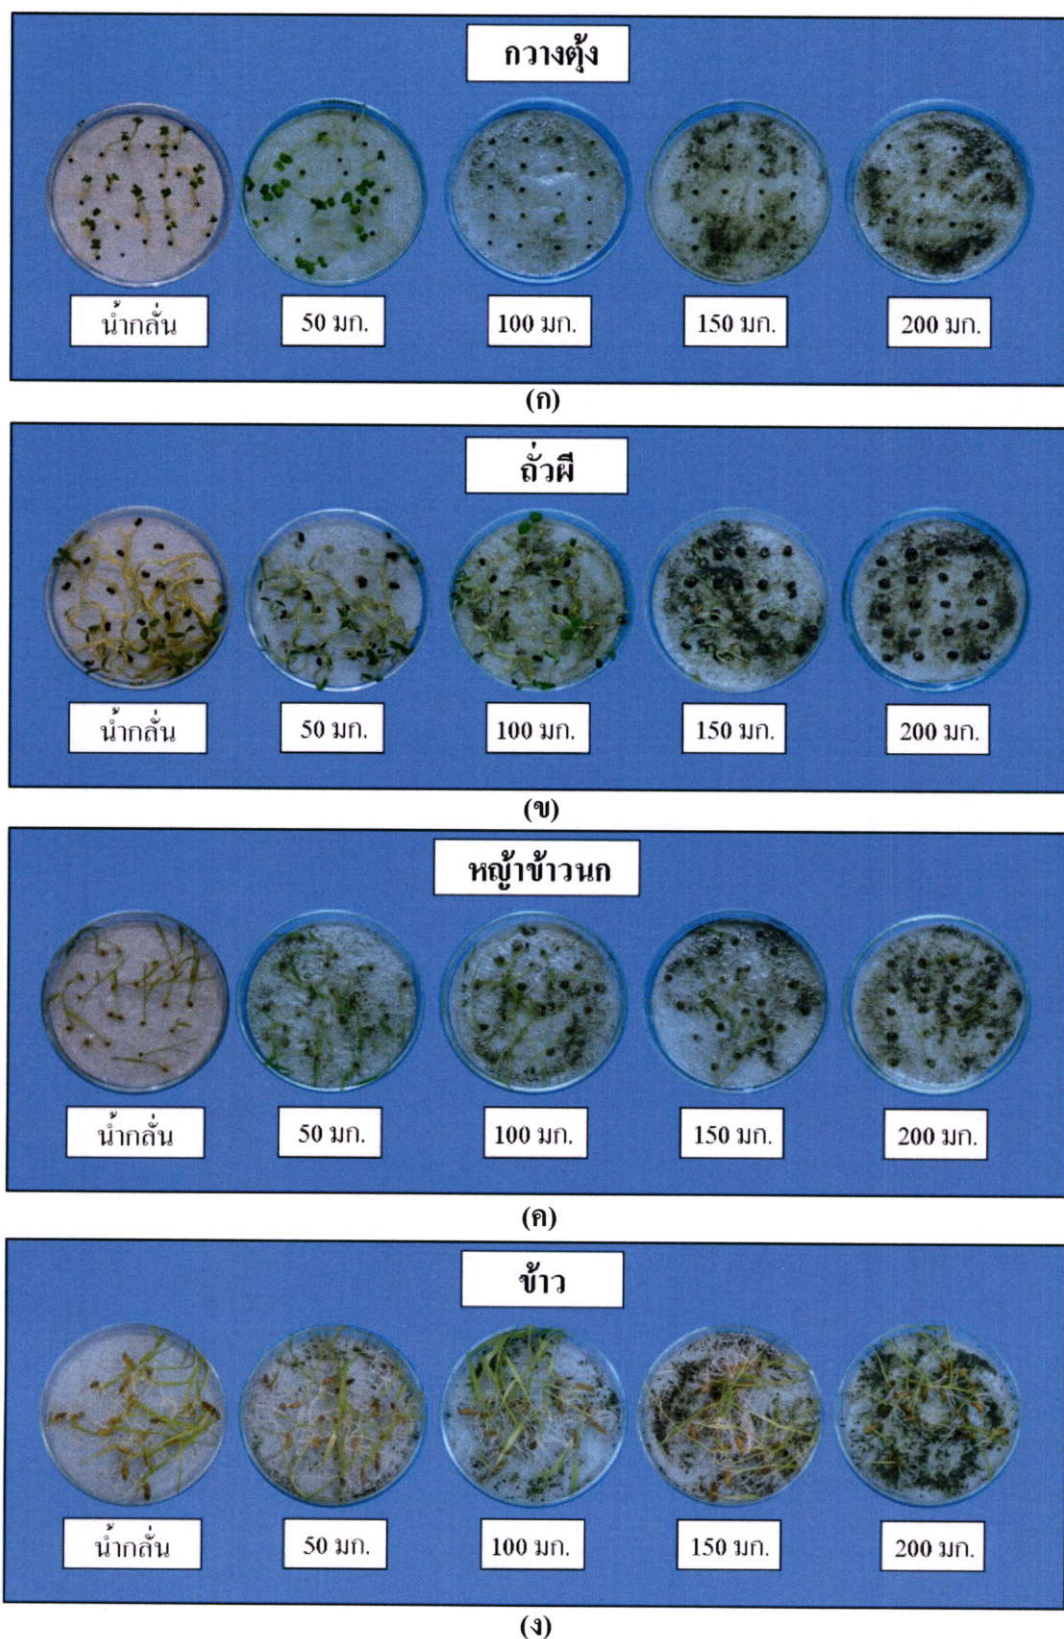 กวางตุ้ง
น้ำกลั่น 50 มก. 100 มก. 150 มก. 200 มก.
(ก)
ถั่วผี
น้ำกลั่น 50 มก. 100 มก. 150 มก. 200 มก.
(ข)
หญ้าข้าวนก
น้ำกลั่น 50 มก. 100 มก. 150 มก. 200 มก.
(ค)
ข้าว
น้ำกลั่น 50 มก. 100 มก. 150 มก. 200 มก.
(ง)